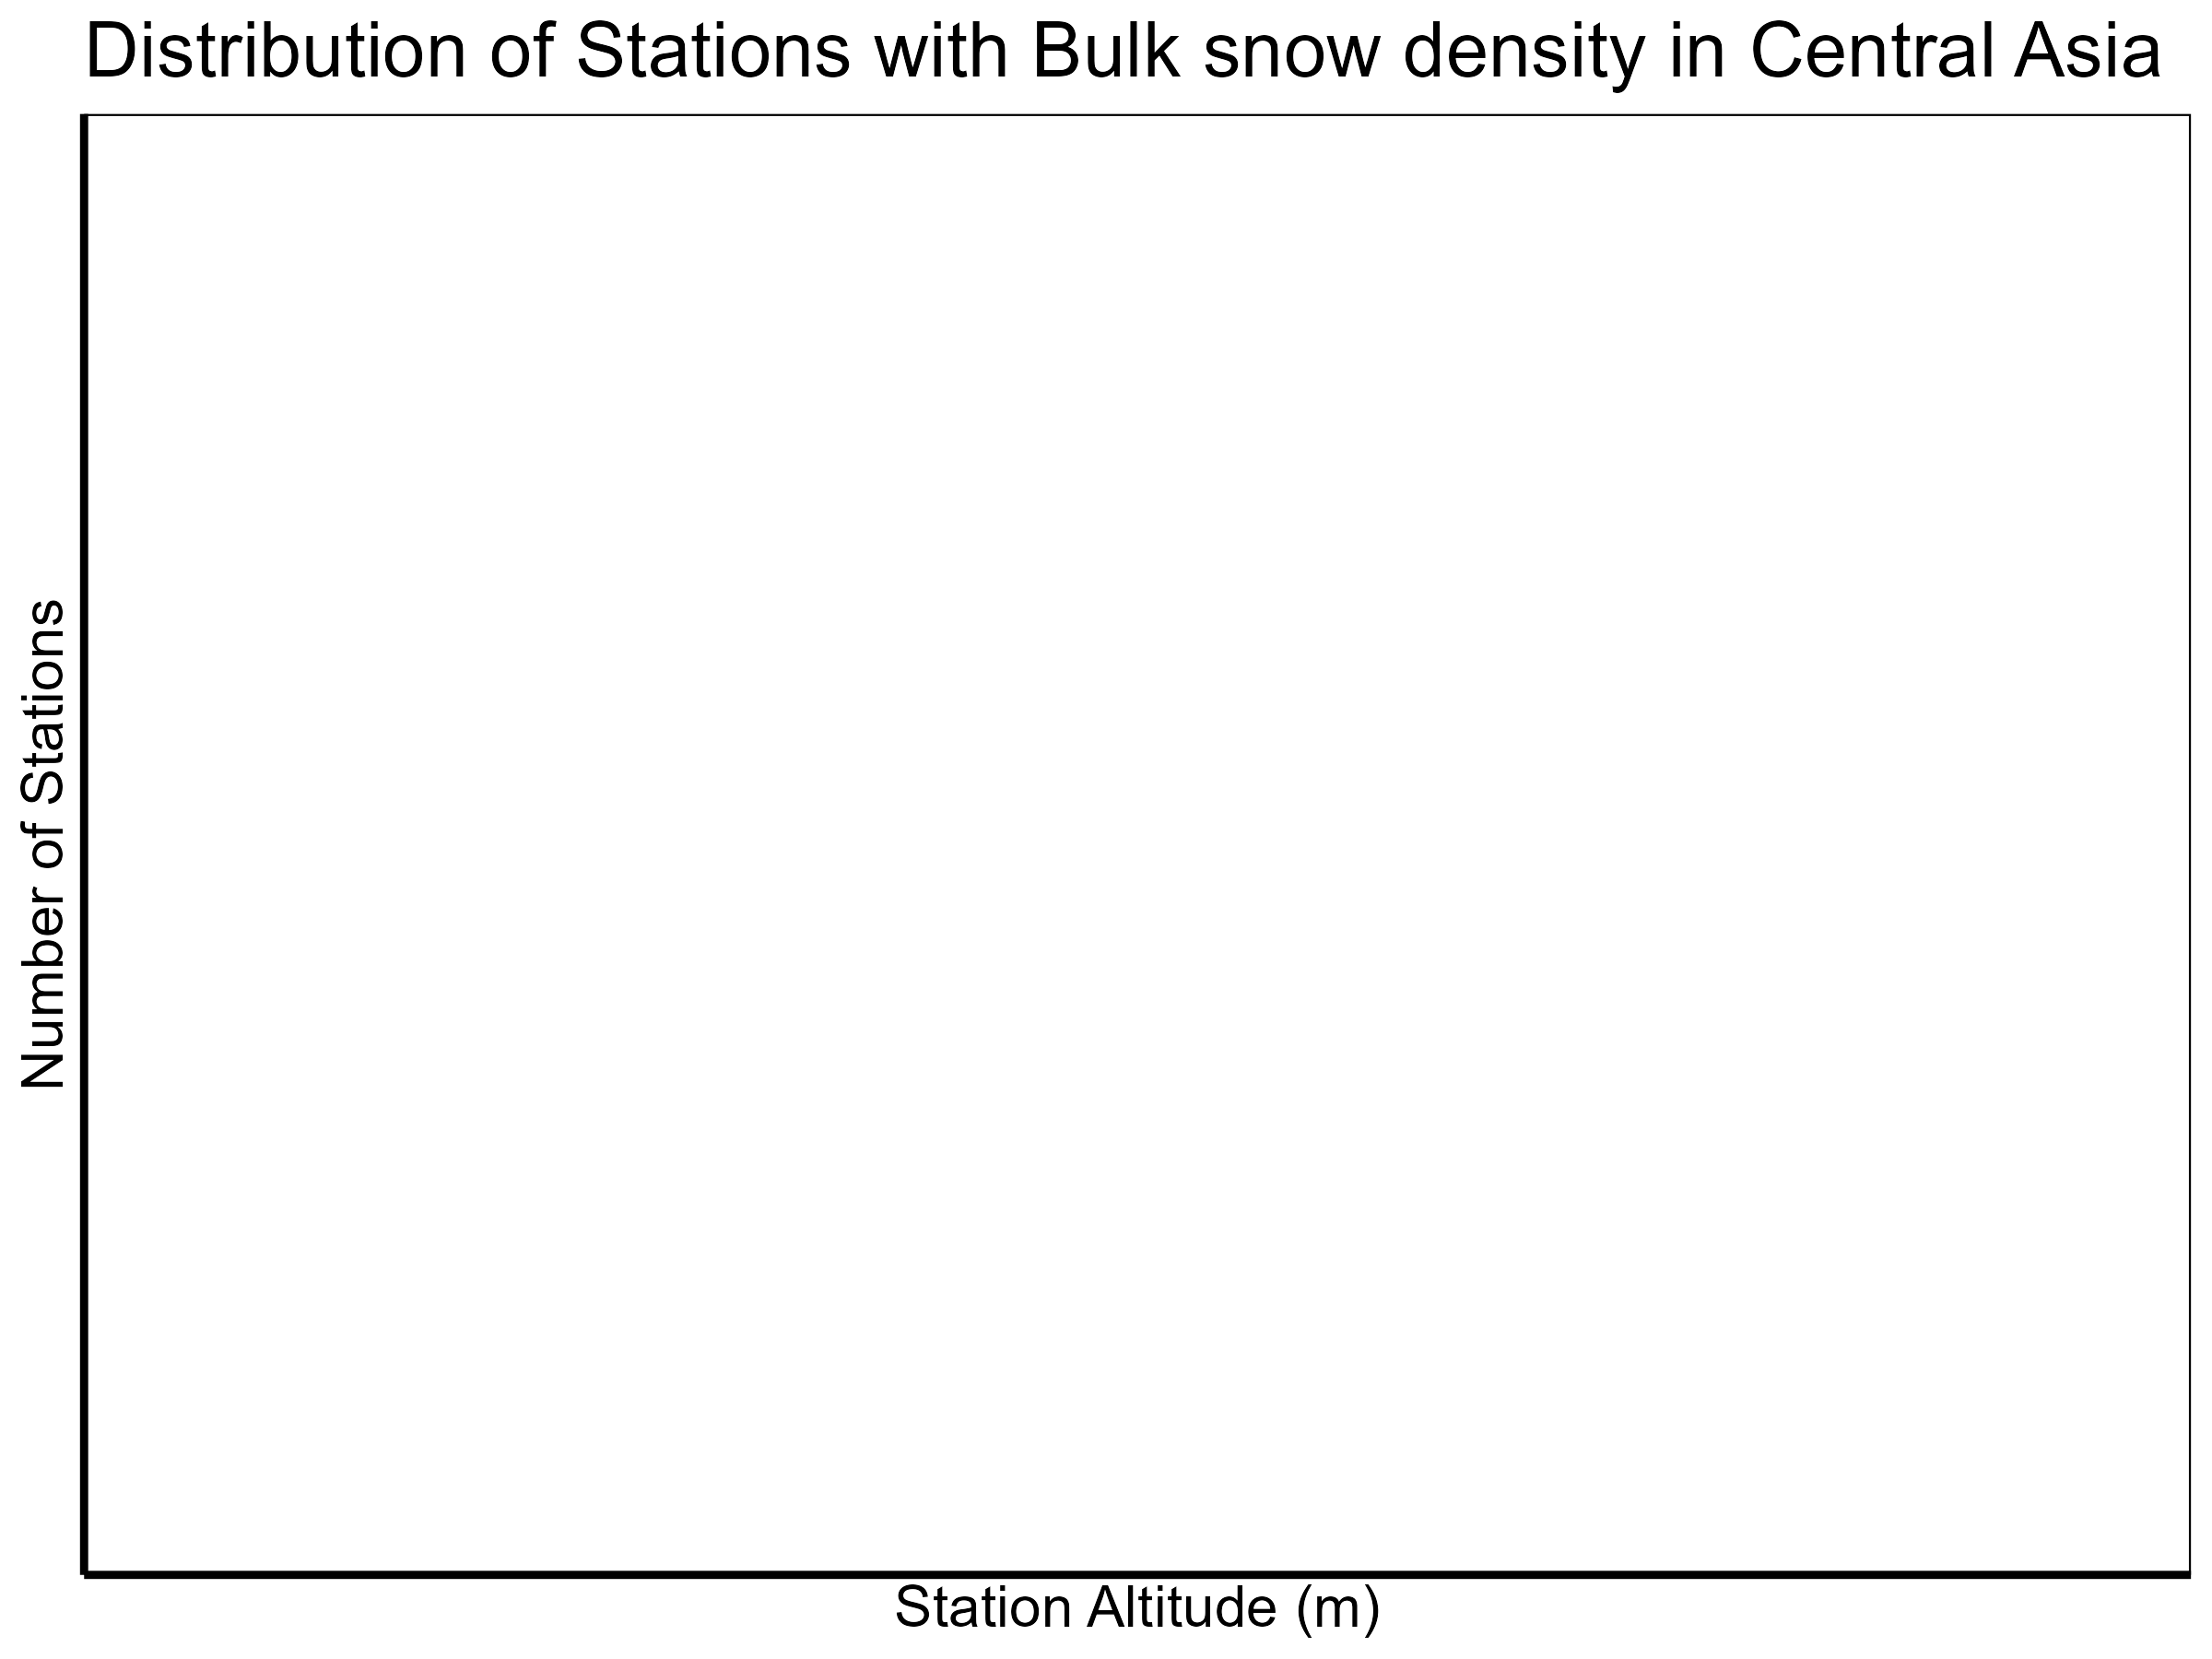 Distribution of Stations with Bulk snow density in Central Asia
Number of Stations
Station Altitude (m)